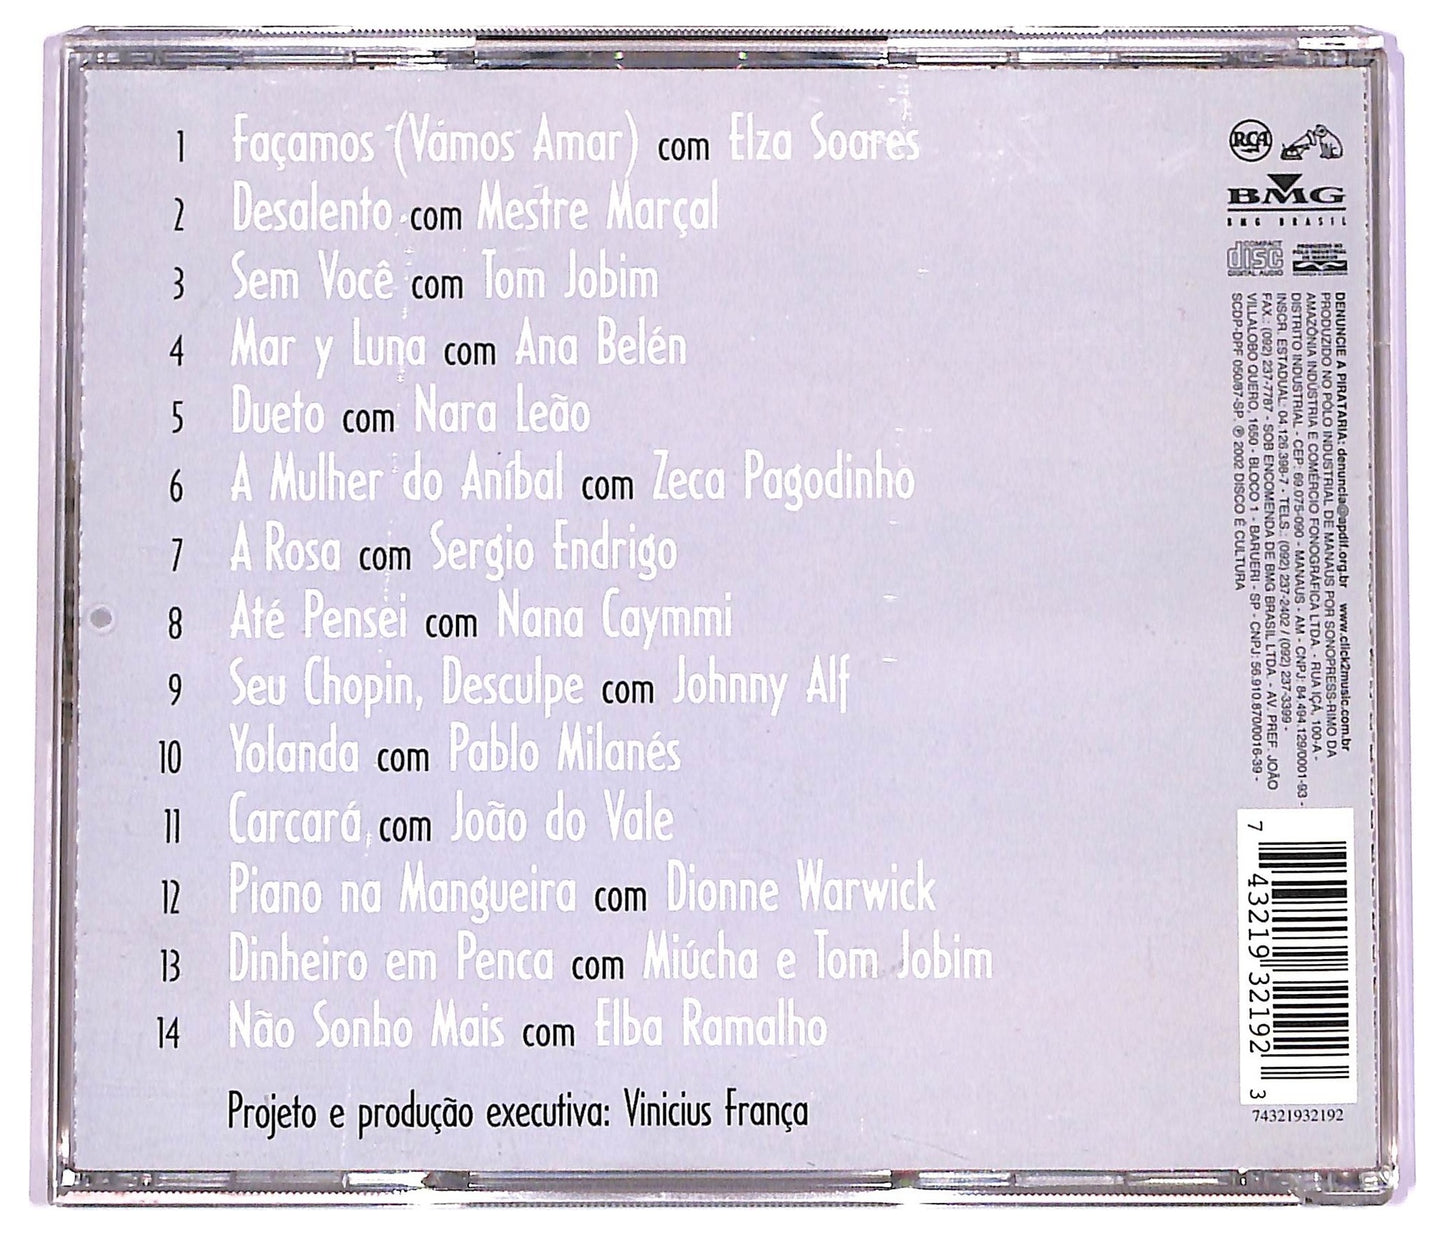 1 Façamos (Vámos Amar) com Elza Soares
2 Desalento com Mestre Marçal
3 Sem Você com Tom Jobim
4 Mar y Luna com Ana Belén
5 Dueto com Nara Leão
6 A Mulher do Aníbal com Zeca Pagodinho
7 A Rosa com Sergio Endrigo
8 Até Pensei com Nana Caymmi
9 Seu Chopin, Desculpe com Johnny Alf
10 Yolanda com Pablo Milanés
11 Carcará com João do Vale
12 Piano na Mangueira com Dionne Warwick
13 Dinheiro em Penca com Miúcha e Tom Jobim
14 Não Sonho Mais com Elba Ramalho
Projeto e produção executiva: Vinicius França
RCA
BMG
BMG BRASIL
COMPACT
disc
DIGITAL AUDIO
DENUNCIE A PIRATARIA: denuncia@apdif.org.br www.click2music.com.br
PRODUZIDO NO PÓLO INDUSTRIAL DE MANAUS POR SONOPRESS-RIMO DA
AMAZÔNIA INDÚSTRIA E COMÉRCIO FONOGRÁFICA LTDA. - RUA IÇÁ, 100-A -
DISTRITO INDUSTRIAL - CEP: 69.075-090 - MANAUS - AM - CNPJ: 84.494.129/0001-93 -
INSCR. ESTADUAL: 04.126.398-7 - TELS.: (092) 237-2402 / (092) 237-3399 -
FAX.: (092) 237-7787 - SOB ENCOMENDA DE BMG BRASIL LTDA. - AV. PREF. JOÃO
VILLALOBO QUERO, 1650 - BLOCO 1 - BARUERI - SP - CNPJ: 56.910.870/0016-39 -
SCDP-DPF 050/87-SP. ℗ 2002 DISCO É CULTURA
7 43219 32192 3
74321932192